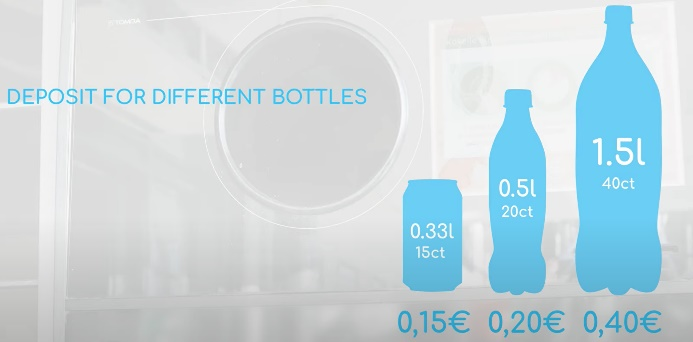 DEPOSIT FOR DIFFERENT BOTTLES
1.5l
40ct
0.5l
20ct
0.33l
15ct
0,15€ 0,20€ 0,40€